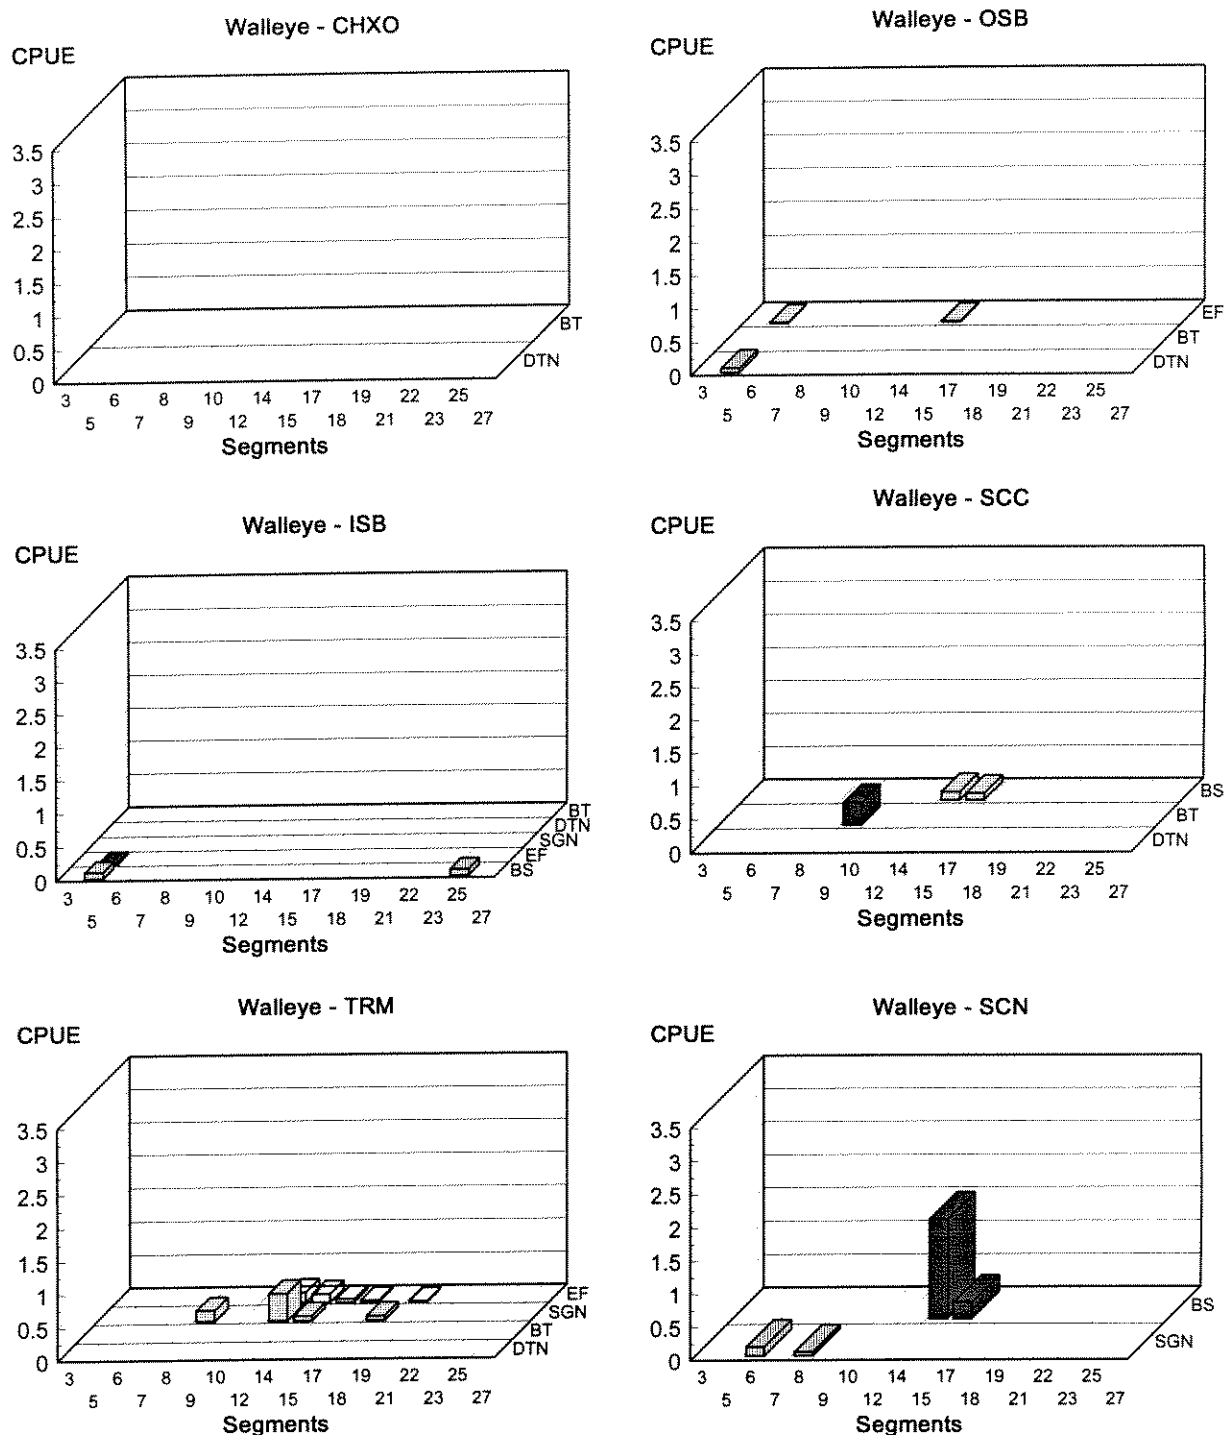 Walleye - CHXO
CPUE
3.5
3
2.5
2
1.5
1
0.5
0
BT
DTN
3 6 8 10 14 17 19 22 25
5 7 9 12 15 18 21 23 27
Segments
Walleye - OSB
CPUE
3.5
3
2.5
2
1.5
1
0.5
0
EF
BT
DTN
3 6 8 10 14 17 19 22 25
5 7 9 12 15 18 21 23 27
Segments
Walleye - ISB
CPUE
3.5
3
2.5
2
1.5
1
0.5
0
BT
DTN
SGN
EF
BS
3 6 8 10 14 17 19 22 25
5 7 9 12 15 18 21 23 27
Segments
Walleye - SCC
CPUE
3.5
3
2.5
2
1.5
1
0.5
0
BS
BT
DTN
3 6 8 10 14 17 19 22 25
5 7 9 12 15 18 21 23 27
Segments
Walleye - TRM
CPUE
3.5
3
2.5
2
1.5
1
0.5
0
EF
SGN
BT
DTN
3 6 8 10 14 17 19 22 25
5 7 9 12 15 18 21 23 27
Segments
Walleye - SCN
CPUE
3.5
3
2.5
2
1.5
1
0.5
0
BS
SGN
3 6 8 10 14 17 19 22 25
5 7 9 12 15 18 21 23 27
Segments